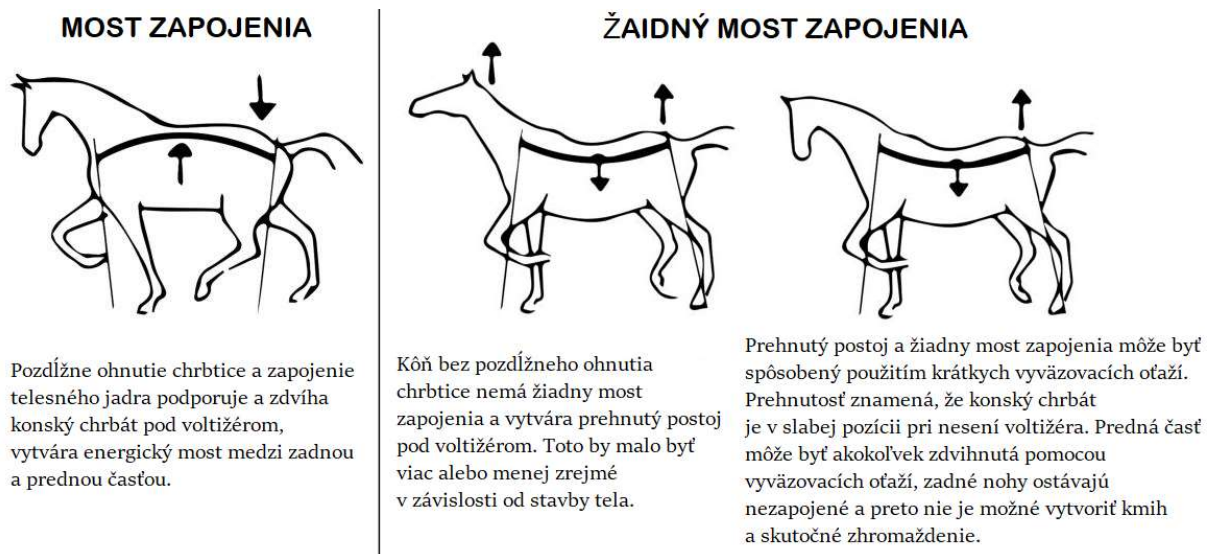 MOST ZAPOJENIA
Pozdĺžne ohnutie chrbtice a zapojenie
telesného jadra podporuje a zdvíha
konský chrbát pod voltižérom,
vytvára energický most medzi zadnou
a prednou časťou.
ŽAIDNÝ MOST ZAPOJENIA
Kôň bez pozdĺžneho ohnutia
chrbtice nemá žiadny most
zapojenia a vytvára prehnutý postoj
pod voltižérom. Toto by malo byť
viac alebo menej zrejmé
v závislosti od stavby tela.
Prehnutý postoj a žiadny most zapojenia môže byť
spôsobený použitím krátkych vyväzovacích oťaží.
Prehnutosť znamená, že konský chrbát
je v slabej pozícii pri nesení voltižéra. Predná časť
môže byť akokoľvek zdvihnutá pomocou
vyväzovacích oťaží, zadné nohy ostávajú
nezapojené a preto nie je možné vytvoriť kmih
a skutočné zhromaždenie.